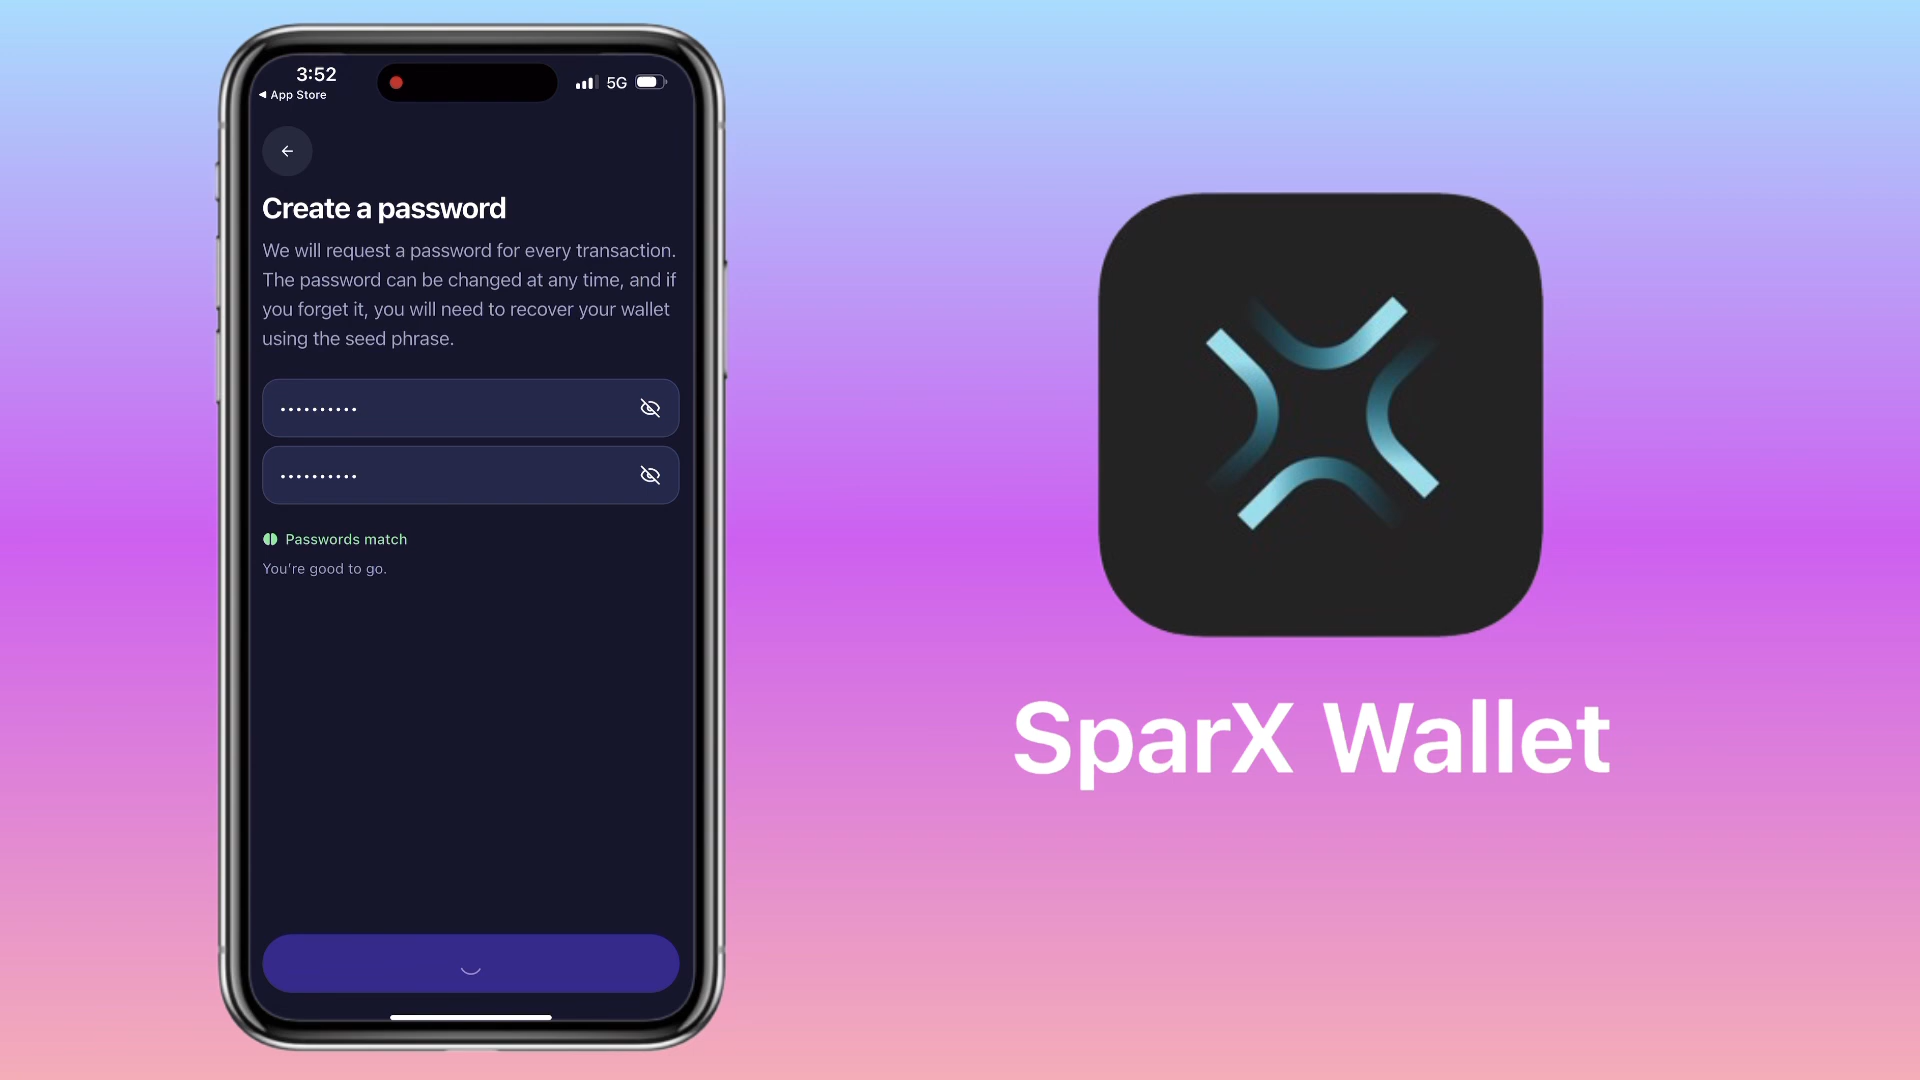 3:52
5G
◀ App Store
Create a password
We will request a password for every transaction.
The password can be changed at any time, and if
you forget it, you will need to recover your wallet
using the seed phrase.
••••••••••
••••••••••
Passwords match
You're good to go.
SparX Wallet